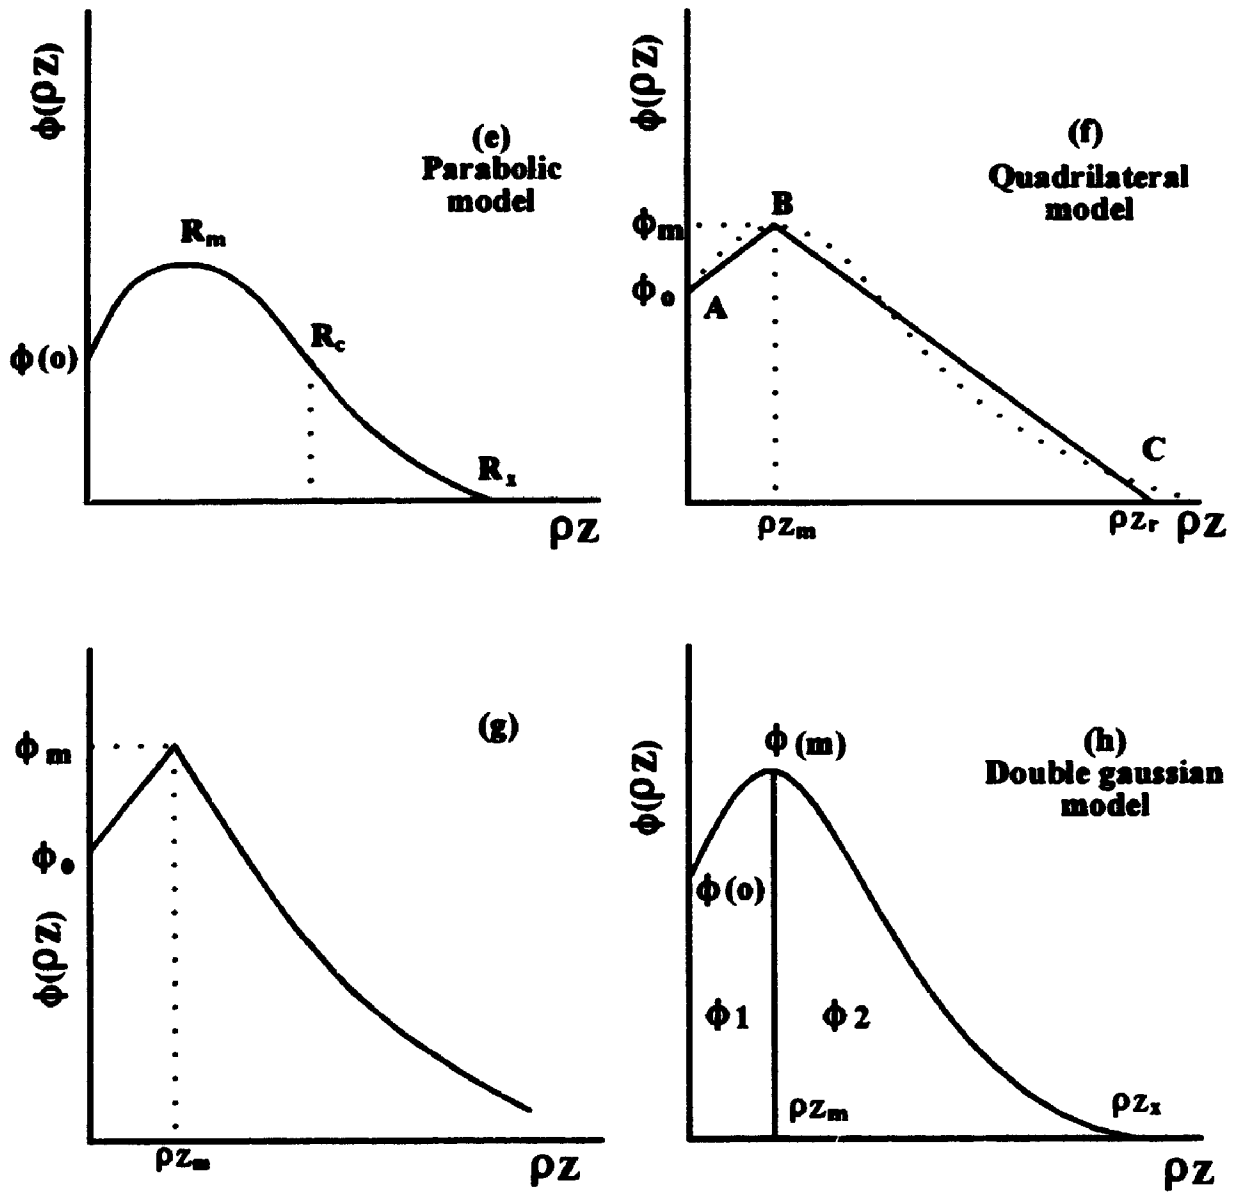 ϕ(ρz)
(e)
Parabolic
model
Rm
ϕ(o)
Rc
Rx
ρz
ϕ(ρz)
(f)
Quadrilateral
model
B
ϕm
ϕo
A
C
ρzm
ρzr
ρz
(g)
ϕm
ϕo
ϕ(ρz)
ρzm
ρz
ϕ(m)
(h)
Double gaussian
model
ϕ(ρz)
ϕ(o)
ϕ1
ϕ2
ρzm
ρzx
ρz